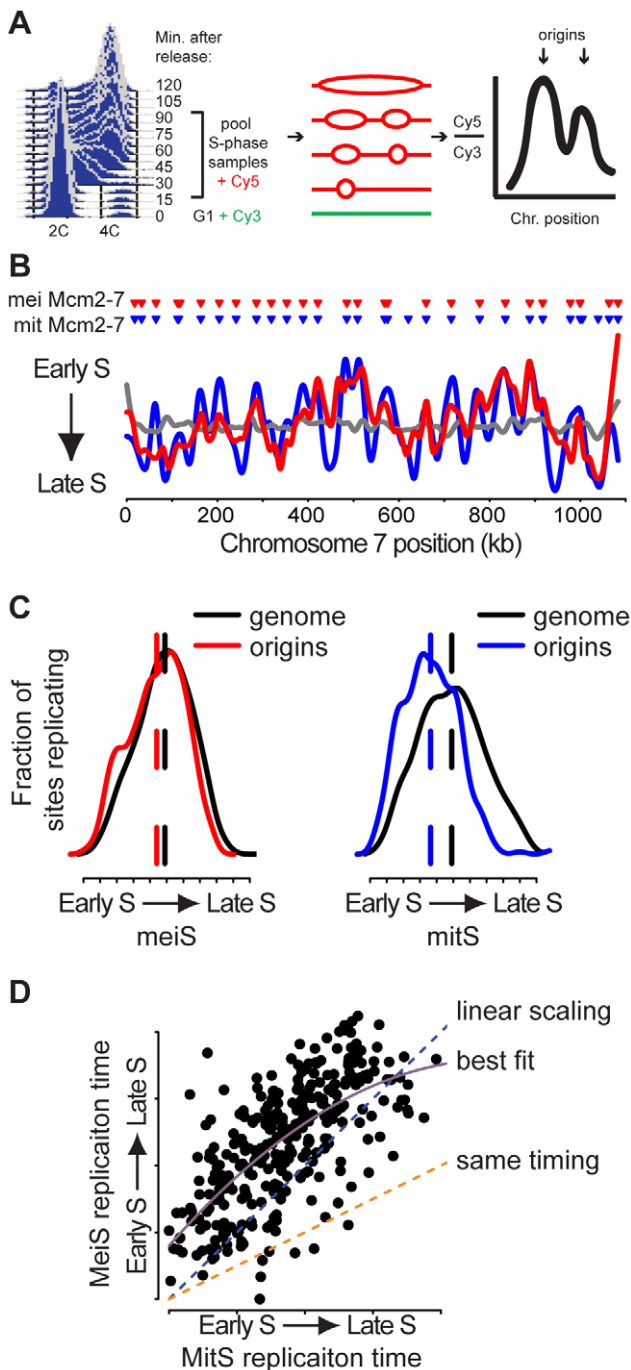 A
Min. after
release:
120
105
90
75
60
45
30
15
0
2C
4C
pool
S-phase
samples
+ Cy5
G1 + Cy3
Cy5
Cy3
origins
Chr. position
B
mei Mcm2-7
mit Mcm2-7
Early S
Late S
0 200 400 600 800 1000
Chromosome 7 position (kb)
C
genome
origins
genome
origins
Fraction of
sites replicating
Early S Late S
meiS
Early S Late S
mitS
D
linear scaling
best fit
same timing
MeiS replicaiton time
Early S Late S
Early S Late S
MitS replicaiton time